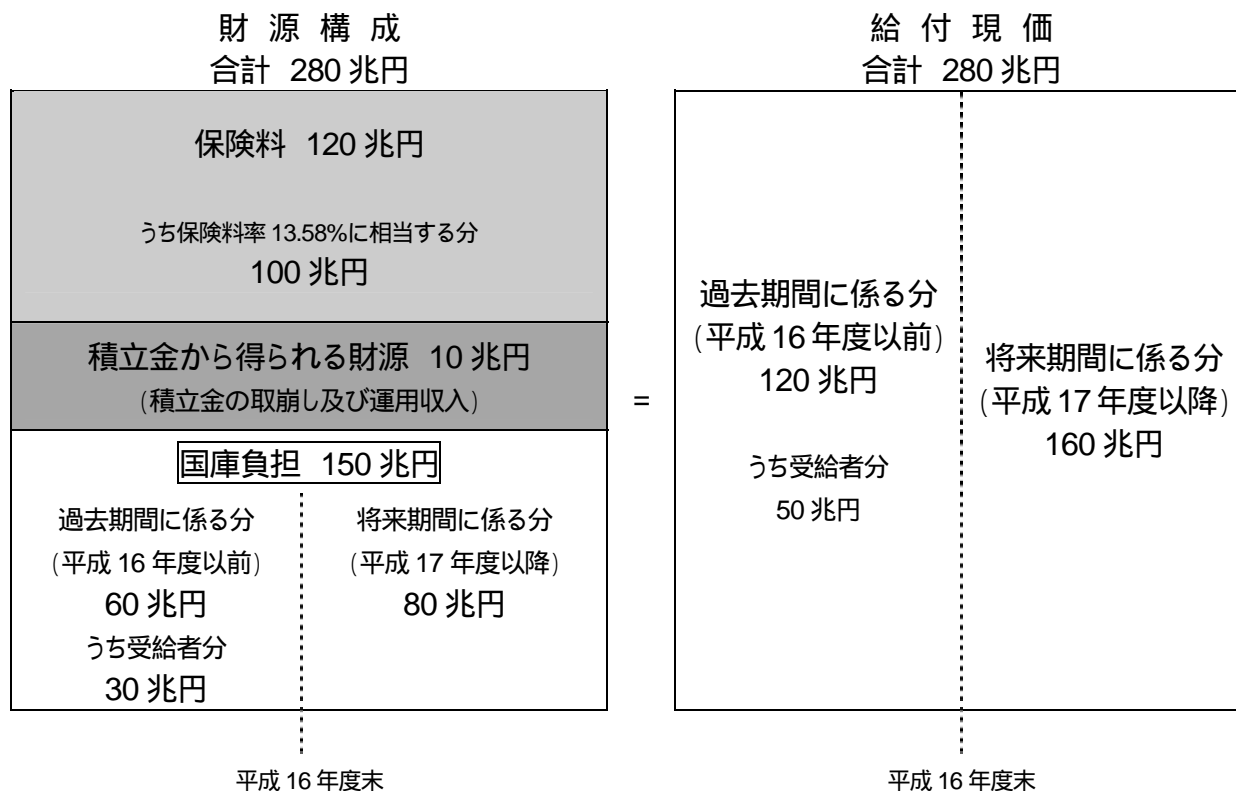 財 源 構 成
合計 280 兆円
保険料 120 兆円
うち保険料率 13.58%に相当する分
100 兆円
積立金から得られる財源 10 兆円
(積立金の取崩し及び運用収入)
国庫負担 150 兆円
過去期間に係る分
(平成 16 年度以前)
60 兆円
うち受給者分
30 兆円
将来期間に係る分
(平成 17 年度以降)
80 兆円
平成 16 年度末
=
給 付 現 価
合計 280 兆円
過去期間に係る分
(平成 16 年度以前)
120 兆円
うち受給者分
50 兆円
将来期間に係る分
(平成 17 年度以降)
160 兆円
平成 16 年度末